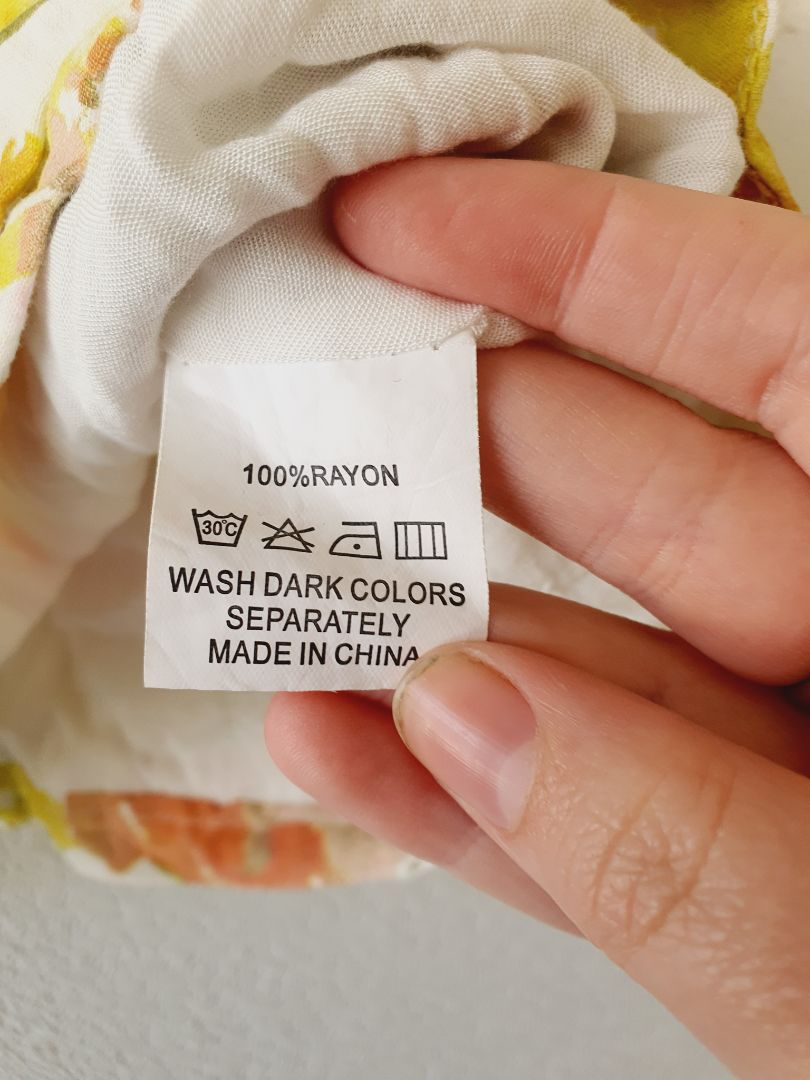 100%RAYON
30℃
WASH DARK COLORS
SEPARATELY
MADE IN CHINA